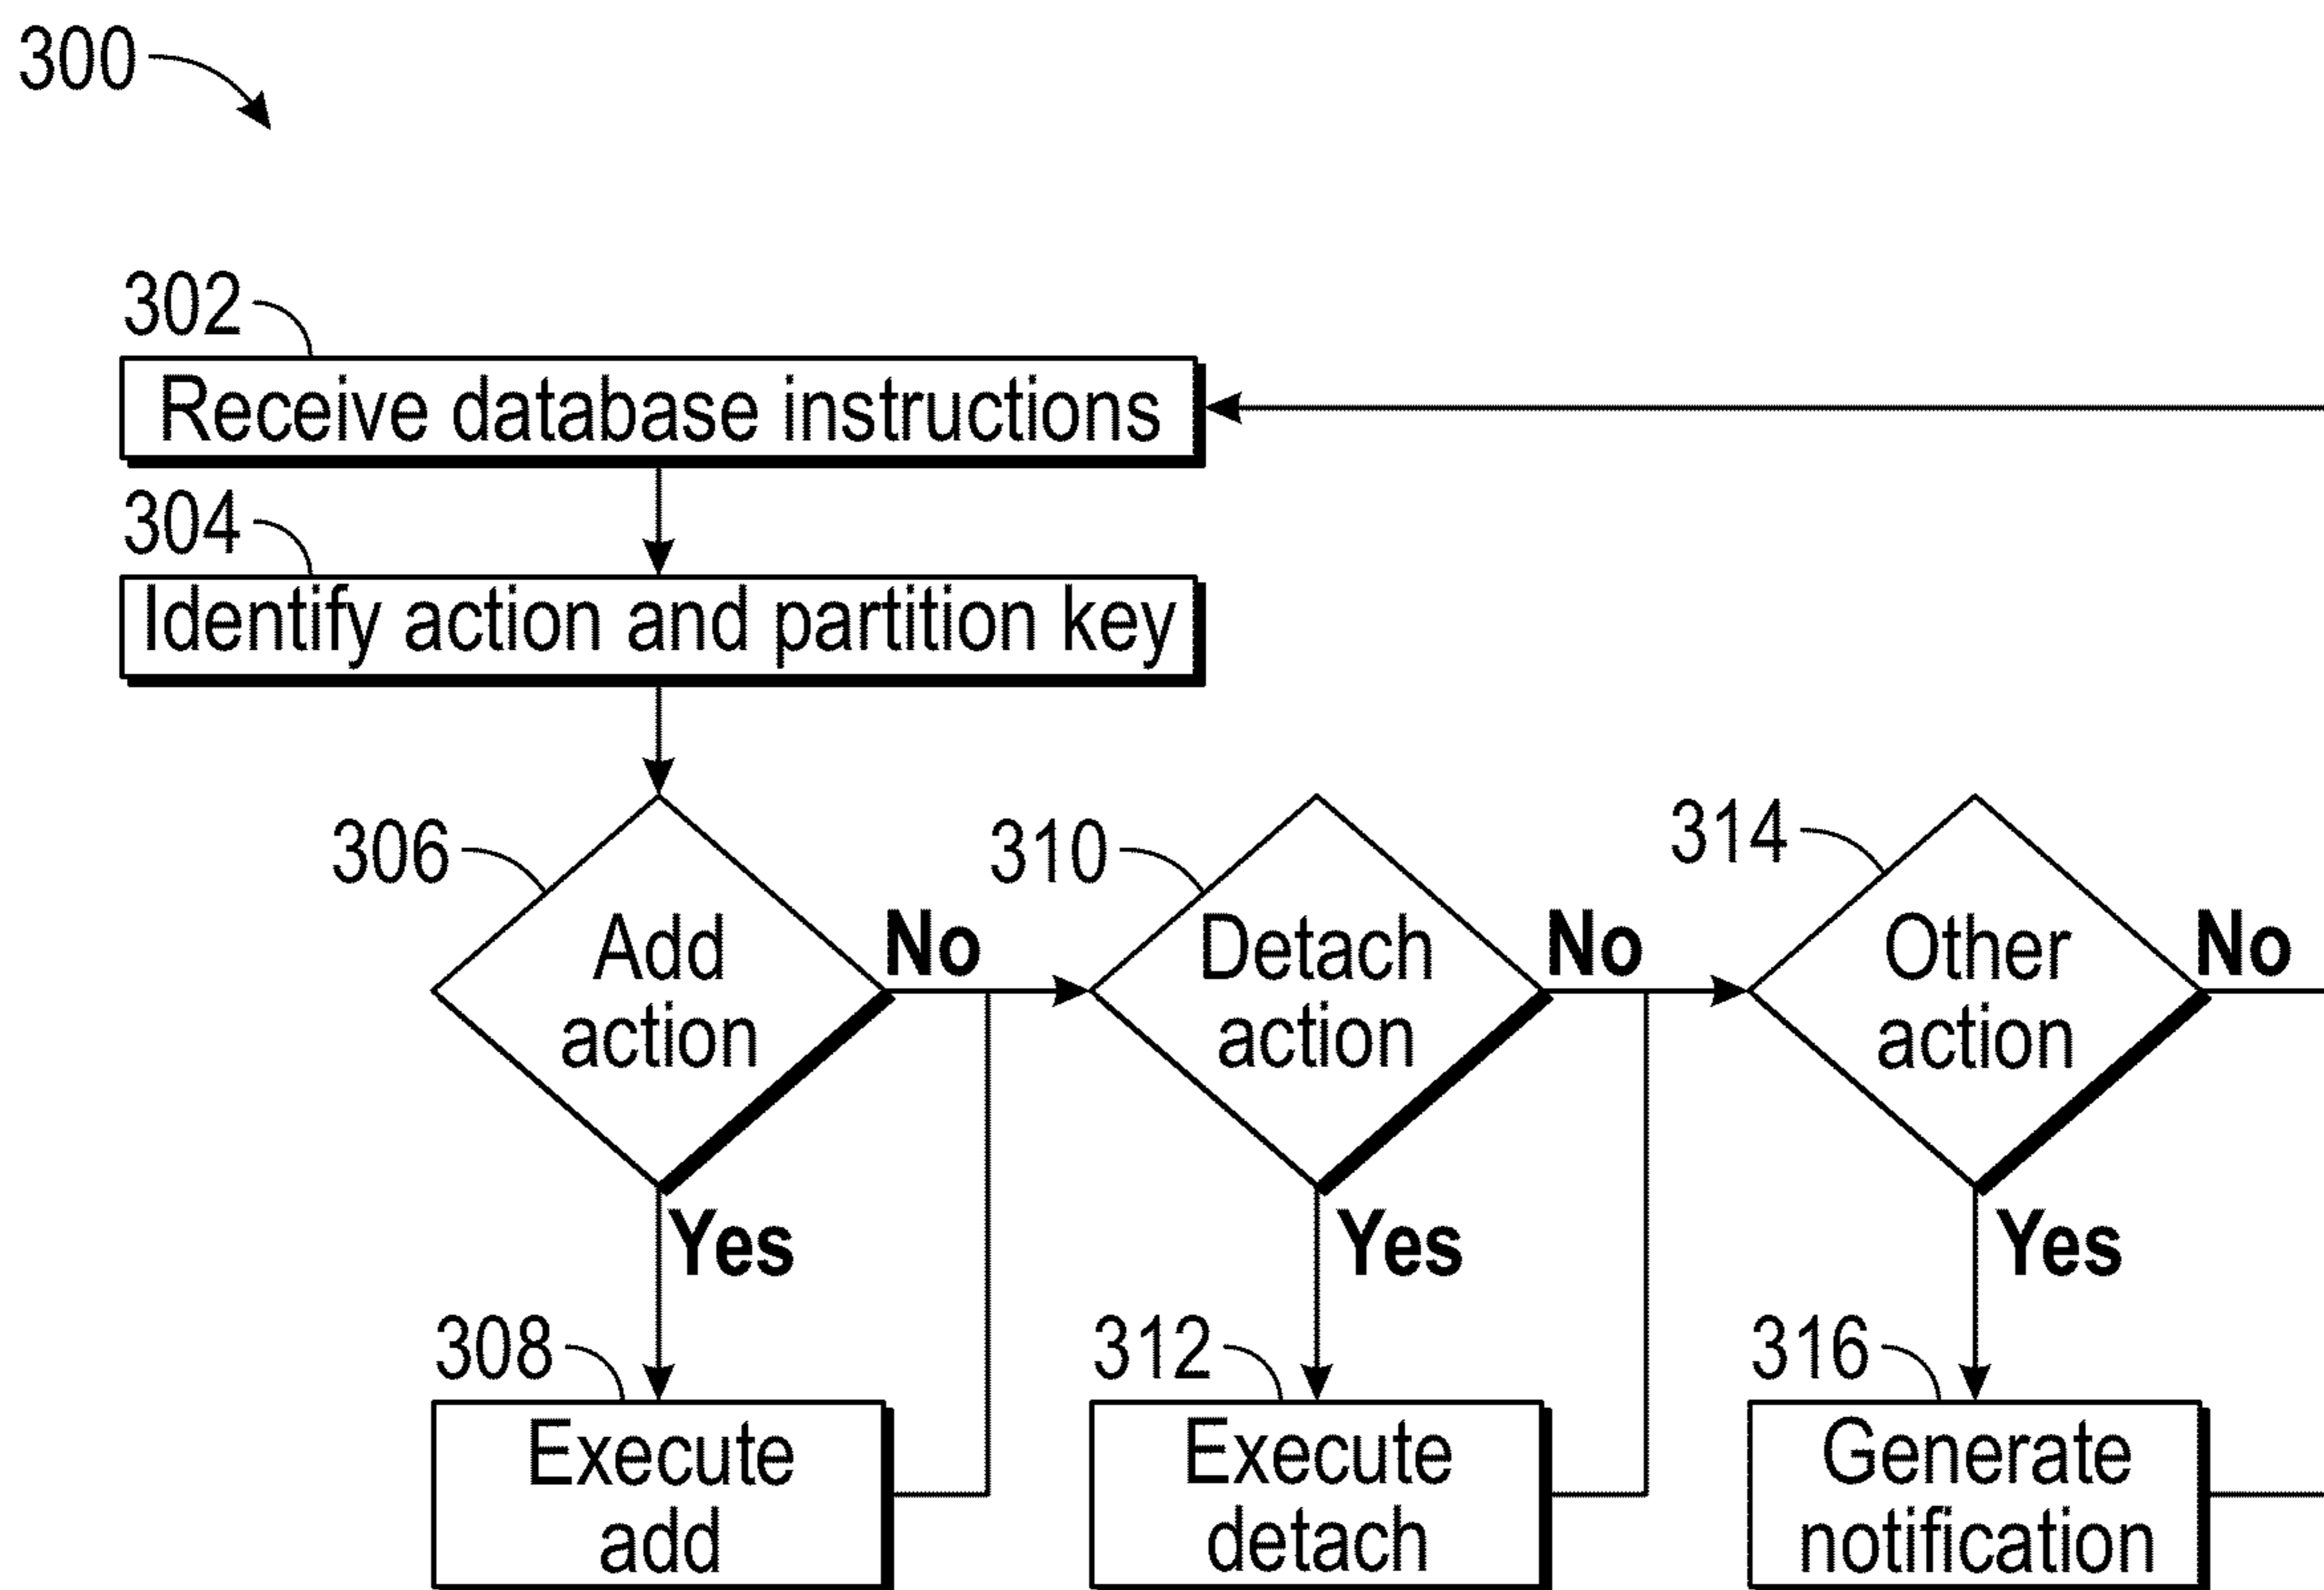 300
302
Receive database instructions
304
Identify action and partition key
306
Add
action
No
Yes
308
Execute
add
310
Detach
action
No
Yes
312
Execute
detach
314
Other
action
No
Yes
316
Generate
notification